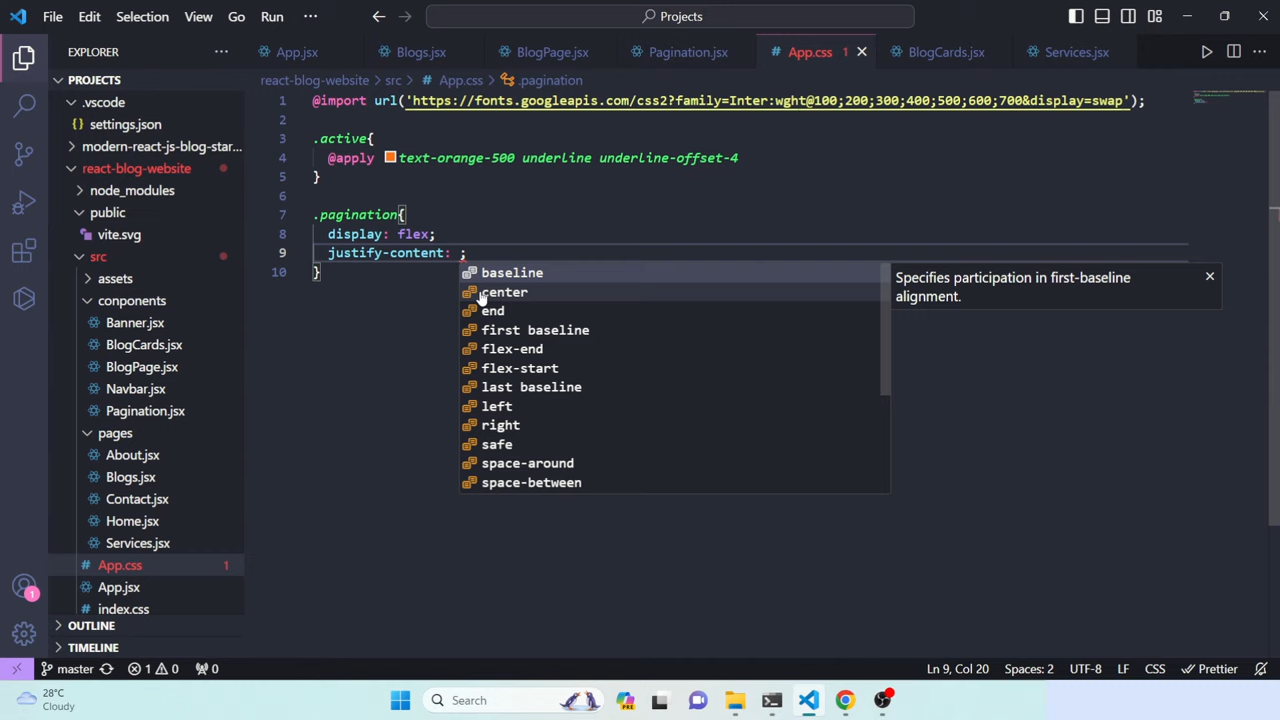 File Edit Selection View Go Run ··· Projects
EXPLORER ··· App.jsx Blogs.jsx BlogPage.jsx Pagination.jsx # App.css 1 BlogCards.jsx Services.jsx
PROJECTS
react-blog-website > src > # App.css > .pagination
.vscode
{} settings.json
modern-react-js-blog-star...
react-blog-website
node_modules
public
vite.svg
src
assets
conponents
Banner.jsx
BlogCards.jsx
BlogPage.jsx
Navbar.jsx
Pagination.jsx
pages
About.jsx
Blogs.jsx
Contact.jsx
Home.jsx
Services.jsx
# App.css 1
App.jsx
# index.css
OUTLINE
TIMELINE
1 @import url('https://fonts.googleapis.com/css2?family=Inter:wght@100;200;300;400;500;600;700&display=swap');
2
3 .active{
4 @apply text-orange-500 underline underline-offset-4
5 }
6
7 .pagination{
8 display: flex;
9 justify-content: ;
10 }
baseline
center
end
first baseline
flex-end
flex-start
last baseline
left
right
safe
space-around
space-between
Specifies participation in first-baseline
alignment.
1
master 1 0 0 Ln 9, Col 20 Spaces: 2 UTF-8 LF CSS Prettier
28°C
Cloudy
Search
PRE